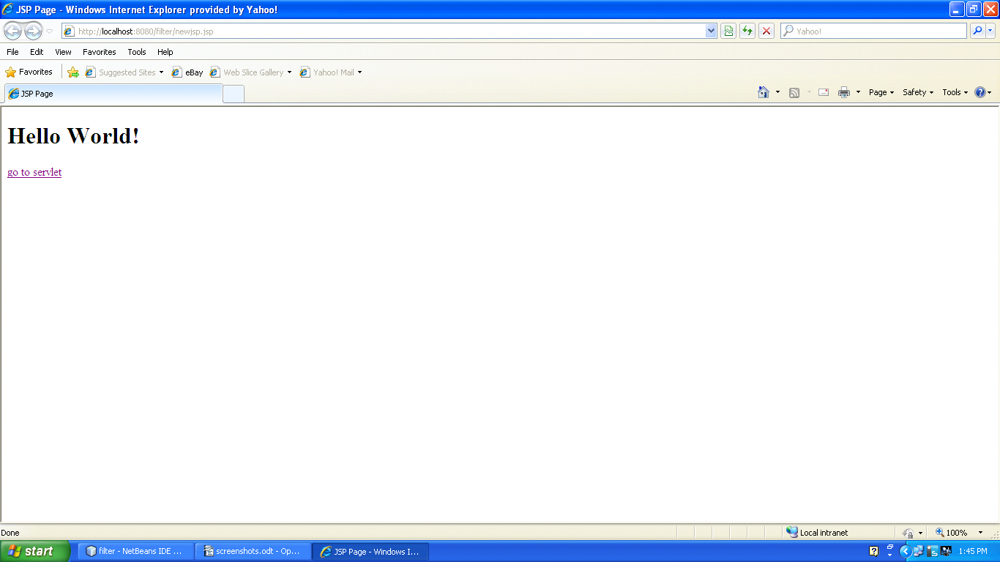 JSP Page - Windows Internet Explorer provided by Yahoo!
http://localhost:8080/filter/newjsp.jsp Yahoo!
File Edit View Favorites Tools Help
Favorites Suggested Sites eBay Web Slice Gallery Yahoo! Mail
JSP Page Page Safety Tools
Hello World!
go to servlet
Done Local intranet 100%
start filter - NetBeans IDE ... screenshots.odt - Op... JSP Page - Windows I... 1:45 PM